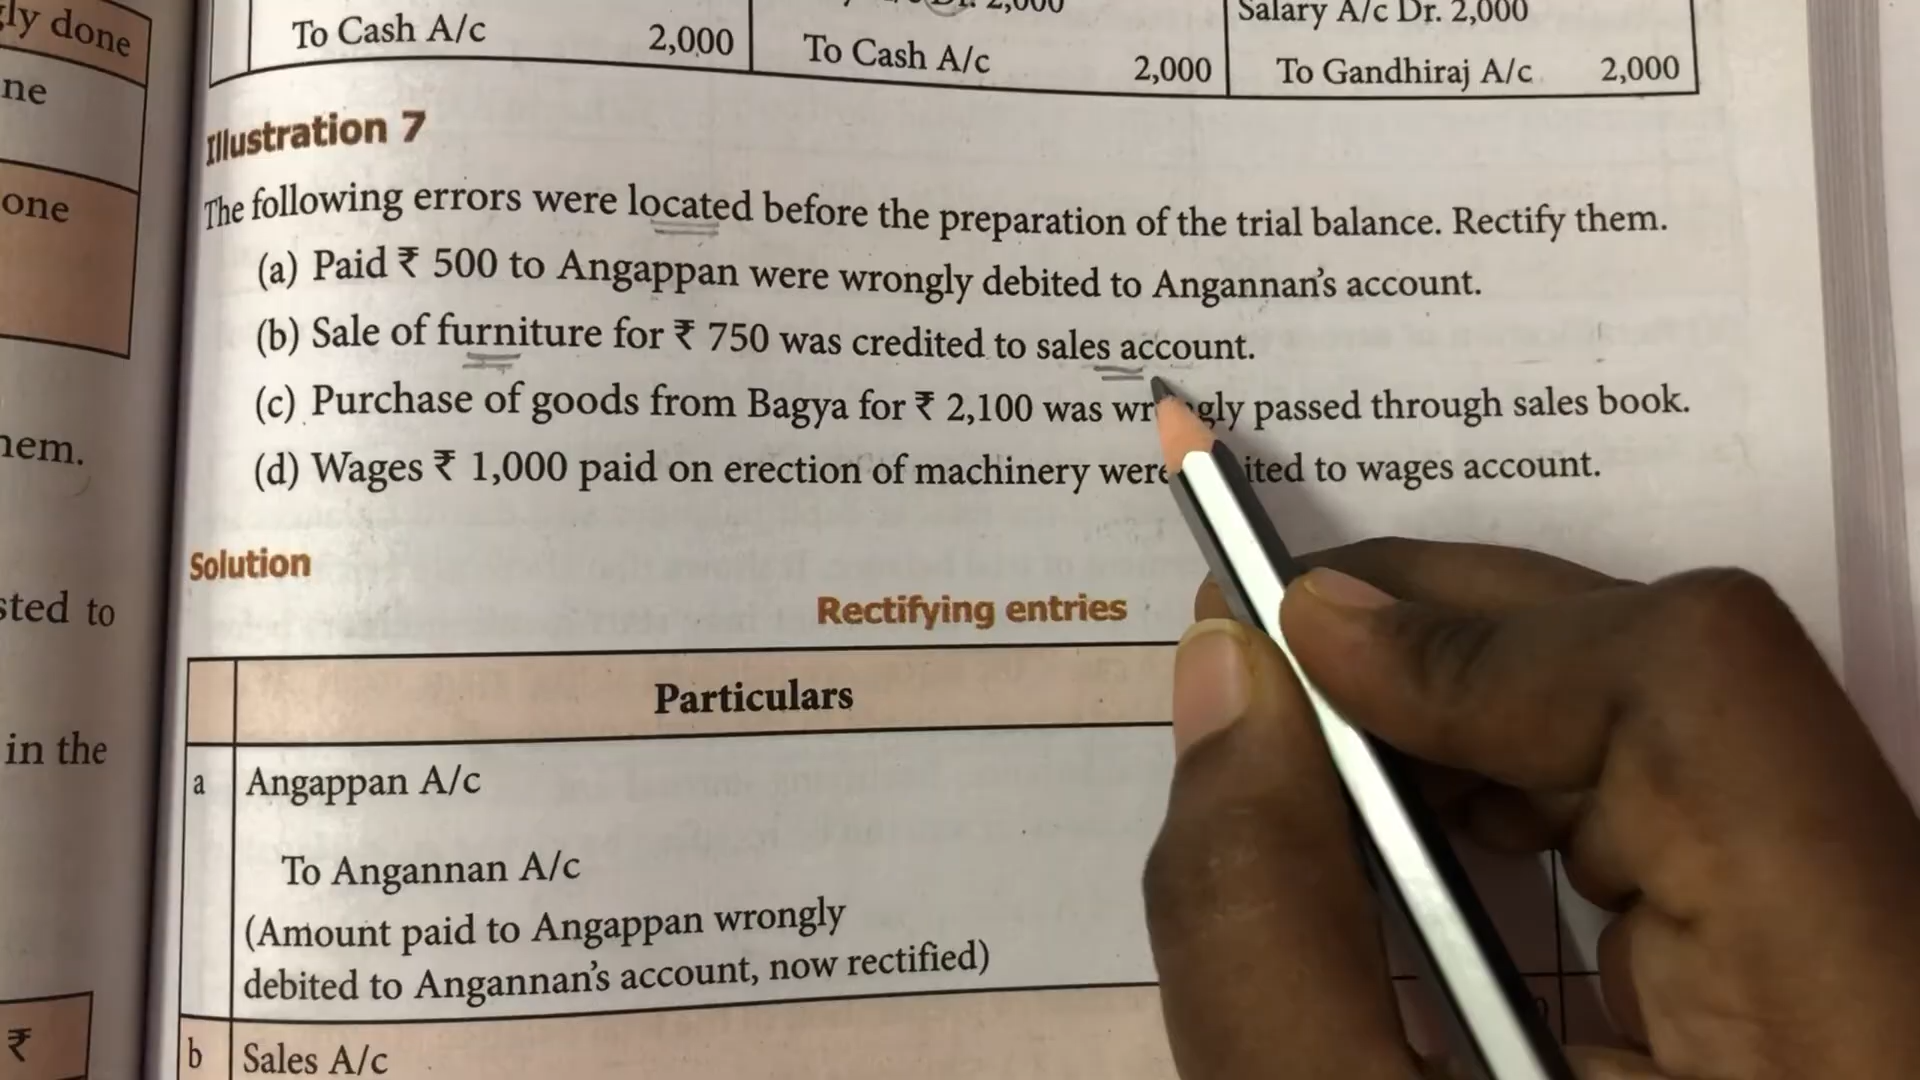 ly done
ne
one
hem.
sted to
in the
₹
2,000
Salary A/c Dr. 2,000
To Cash A/c 2,000 To Cash A/c 2,000 To Gandhiraj A/c 2,000
Illustration 7
The following errors were located before the preparation of the trial balance. Rectify them.
(a) Paid ₹ 500 to Angappan were wrongly debited to Angannan's account.
(b) Sale of furniture for ₹ 750 was credited to sales account.
(c) Purchase of goods from Bagya for ₹ 2,100 was wr gly passed through sales book.
(d) Wages ₹ 1,000 paid on erection of machinery were ited to wages account.
Solution
Rectifying entries
Particulars
a Angappan A/c
To Angannan A/c
(Amount paid to Angappan wrongly
debited to Angannan's account, now rectified)
b Sales A/c